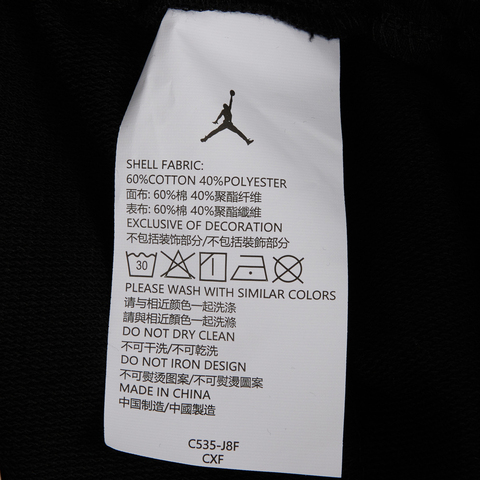 SHELL FABRIC:
60%COTTON 40%POLYESTER
面布: 60%棉 40%聚酯纤维
表布: 60%棉 40%聚酯纖維
EXCLUSIVE OF DECORATION
不包括装饰部分/不包括裝飾部分
30
PLEASE WASH WITH SIMILAR COLORS
请与相近颜色一起洗涤
請與相近顏色一起洗滌
DO NOT DRY CLEAN
不可干洗/不可乾洗
DO NOT IRON DESIGN
不可熨烫图案/不可熨燙圖案
MADE IN CHINA
中国制造/中國製造
C535-J8F
CXF